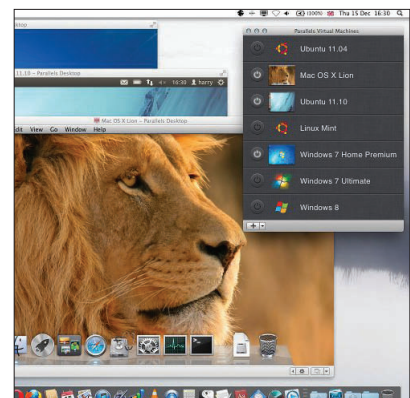 (100%) Thu 15 Dec 16:30
Parallels Virtual Machines
Ubuntu 11.04
Mac OS X Lion
Ubuntu 11.10
Linux Mint
Windows 7 Home Premium
Windows 7 Ultimate
Windows 8
11.10 – Parallels Desktop
16:30 harry
Mac OS X Lion – Parallels Desktop
Edit View Go Window Help